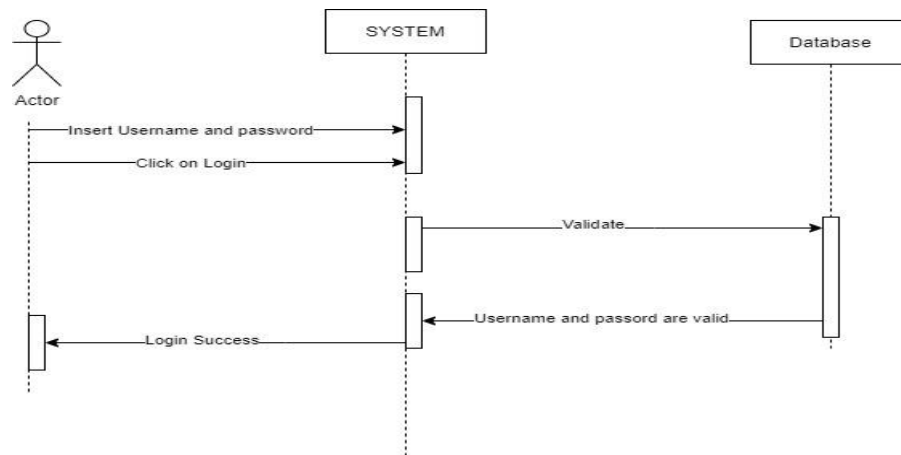 SYSTEM
Database
Actor
Insert Username and password
Click on Login
Validate
Username and passord are valid
Login Success